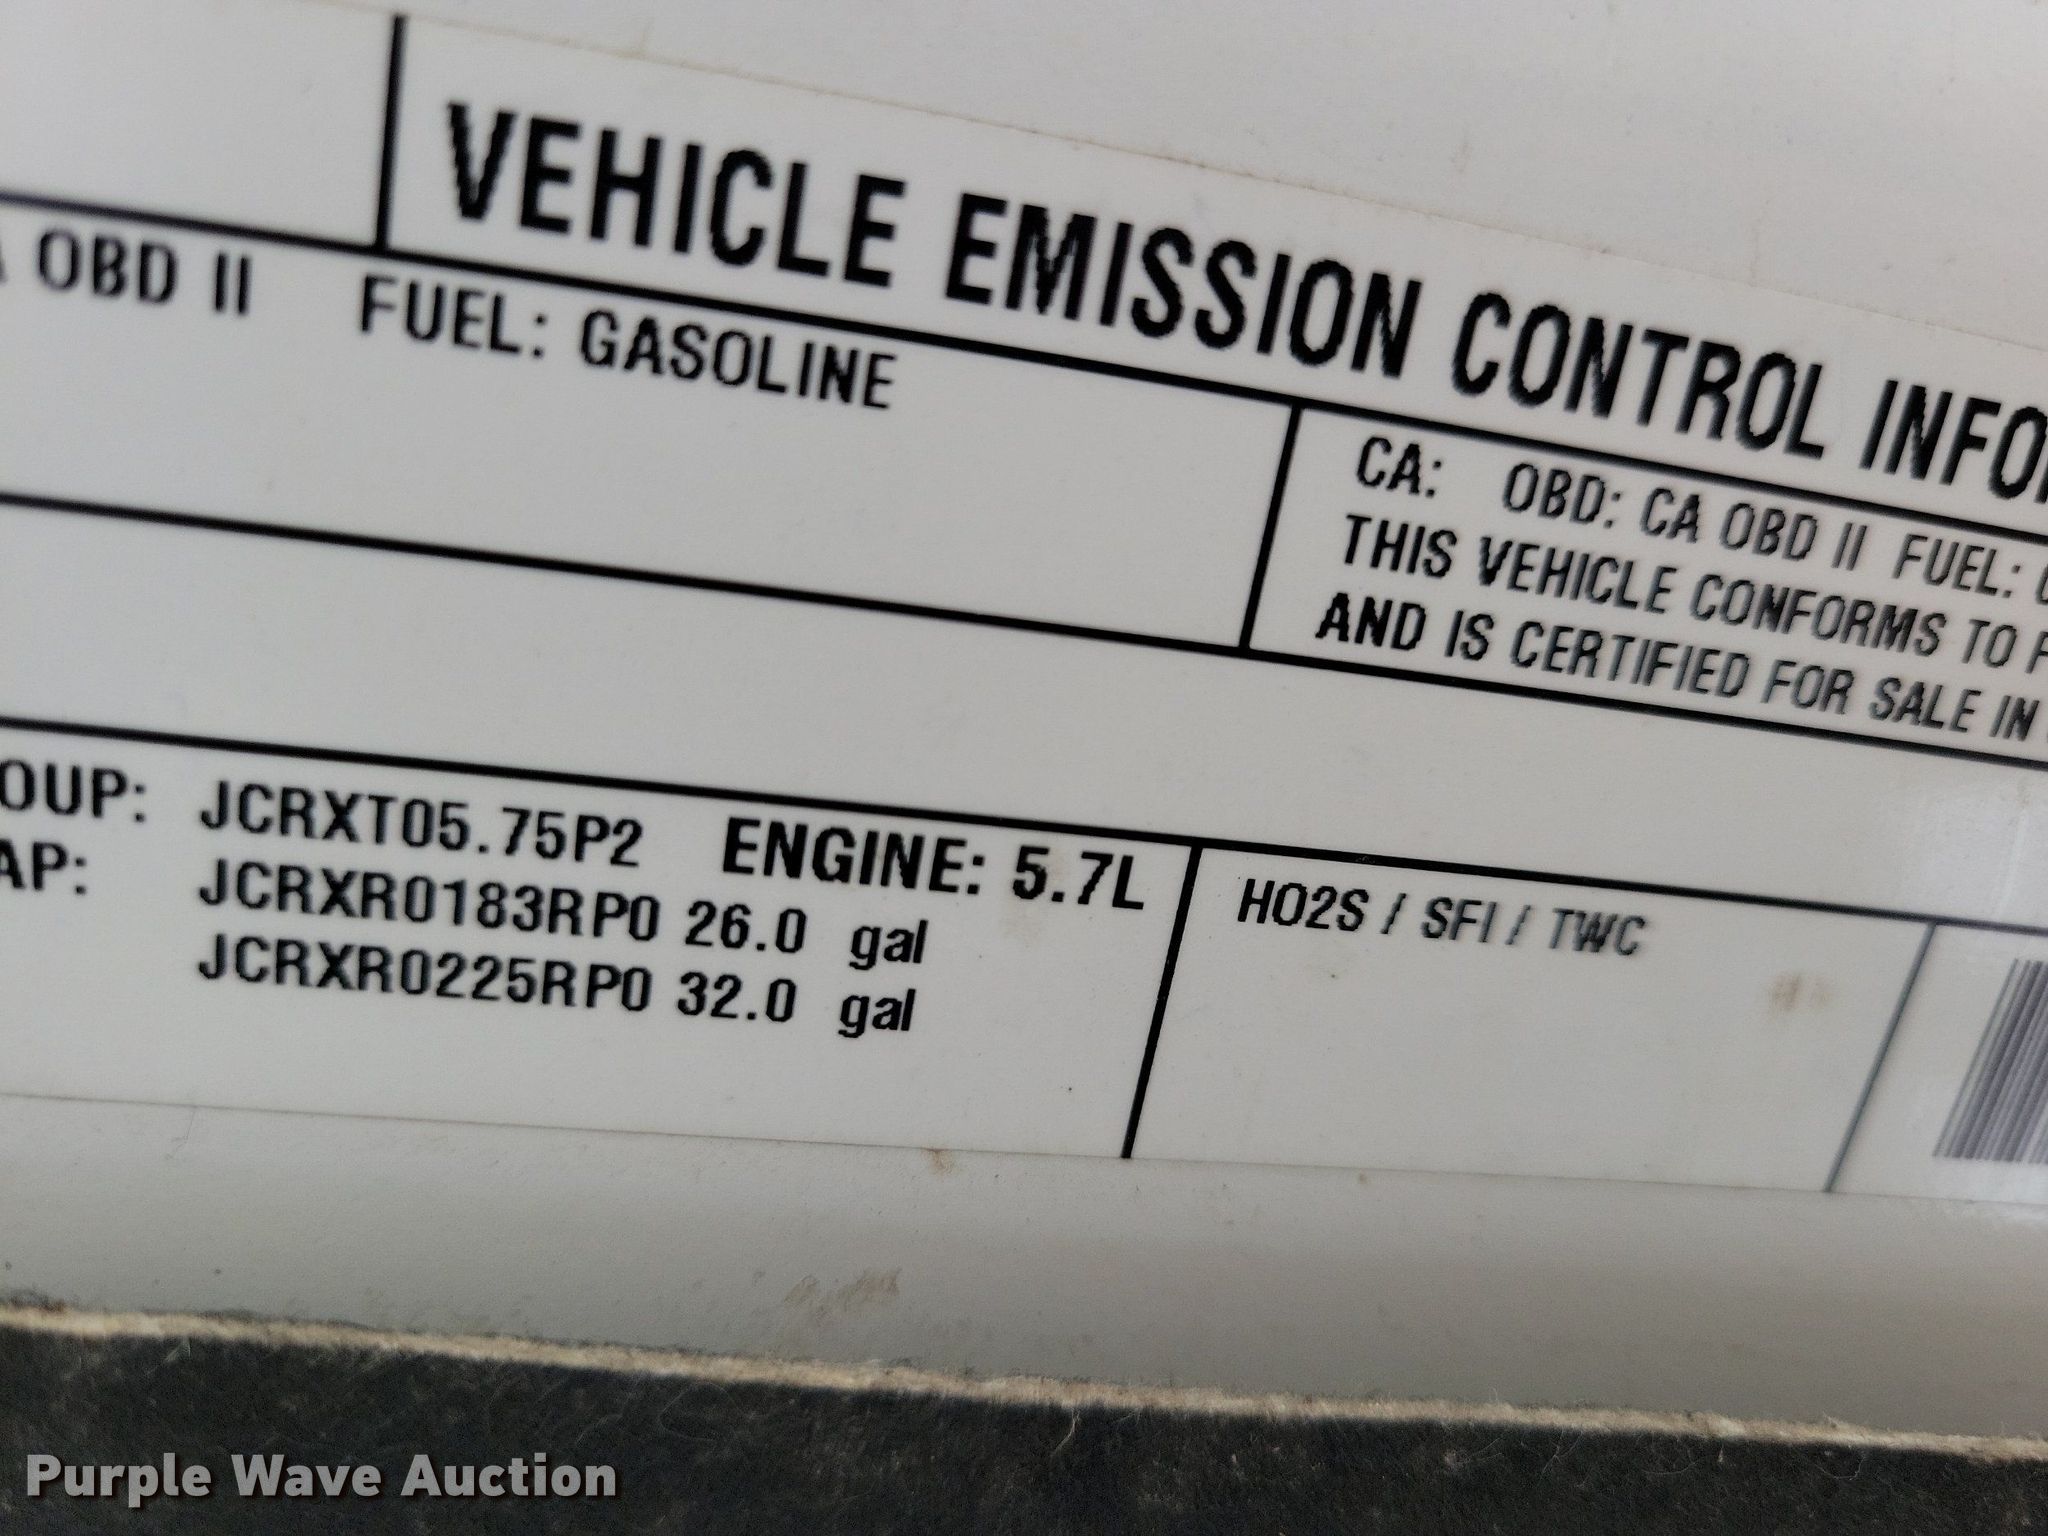 VEHICLE EMISSION CONTROL
OBD II FUEL: GASOLINE
CA: OBD: CA OBD II FUEL:
THIS VEHICLE CONFORMS TO
AND IS CERTIFIED FOR SALE IN
OUP: JCRXT05.75P2 ENGINE: 5.7L
AP: JCRXR0183RP0 26.0 gal
JCRXR0225RP0 32.0 gal
HO2S / SFI / TWC
Purple Wave Auction